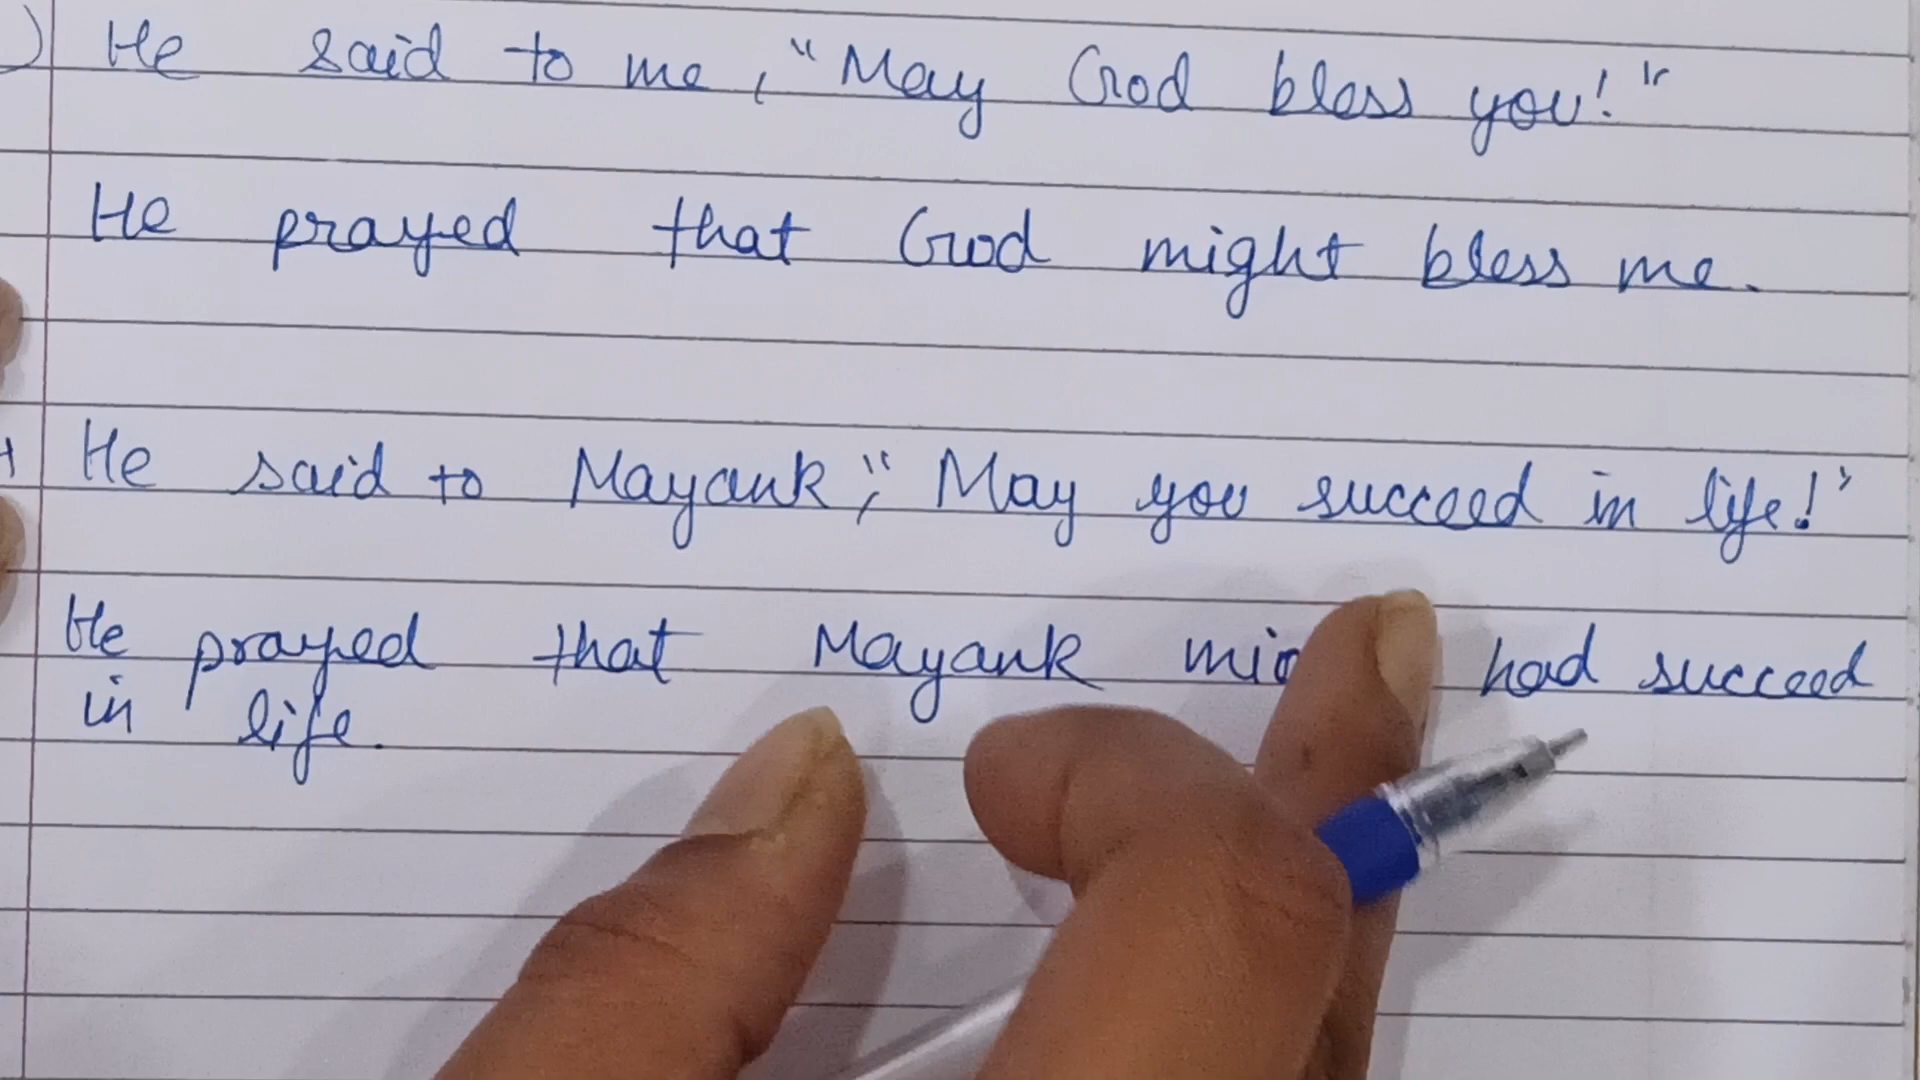 He said to me, "May God bless you!"
He prayed that God might bless me.
He said to Mayank, "May you succeed in life!"
He prayed that Mayank had succeed
in life.